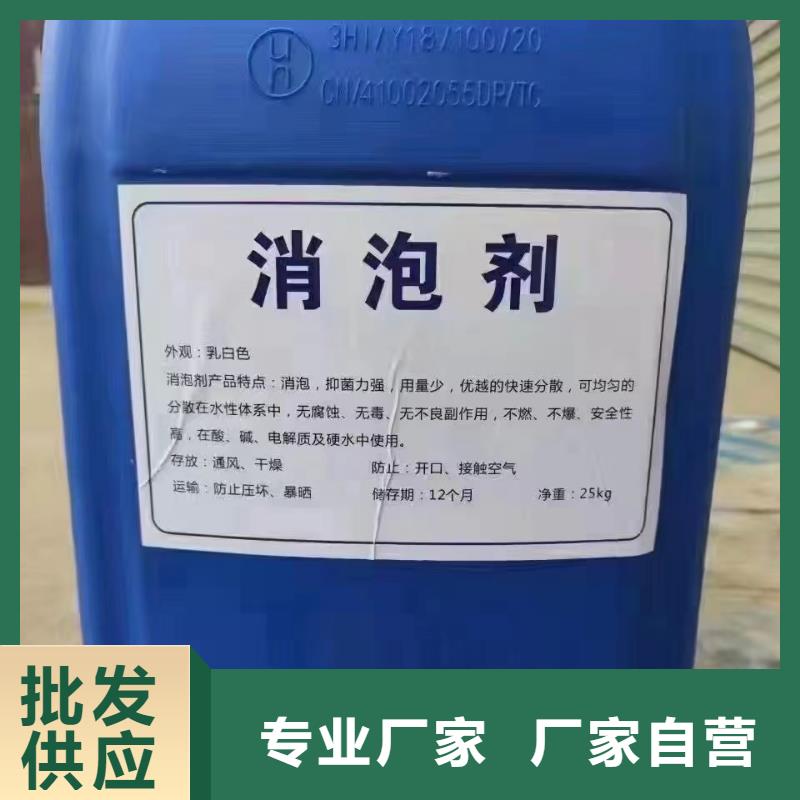 3H1/Y18/100/20
CN/41002055DP/TC
消泡剂
外观：乳白色
消泡剂产品特点：消泡，抑菌力强，用量少，优越的快速分散，可均匀的
分散在水性体系中，无腐蚀、无毒、无不良副作用，不燃、不爆、安全性
高，在酸、碱、电解质及硬水中使用。
存放：通风、干燥 防止：开口、接触空气
运输：防止压坏、暴晒 储存期：12个月 净重：25kg
批发
供应
专业厂家 厂家自营